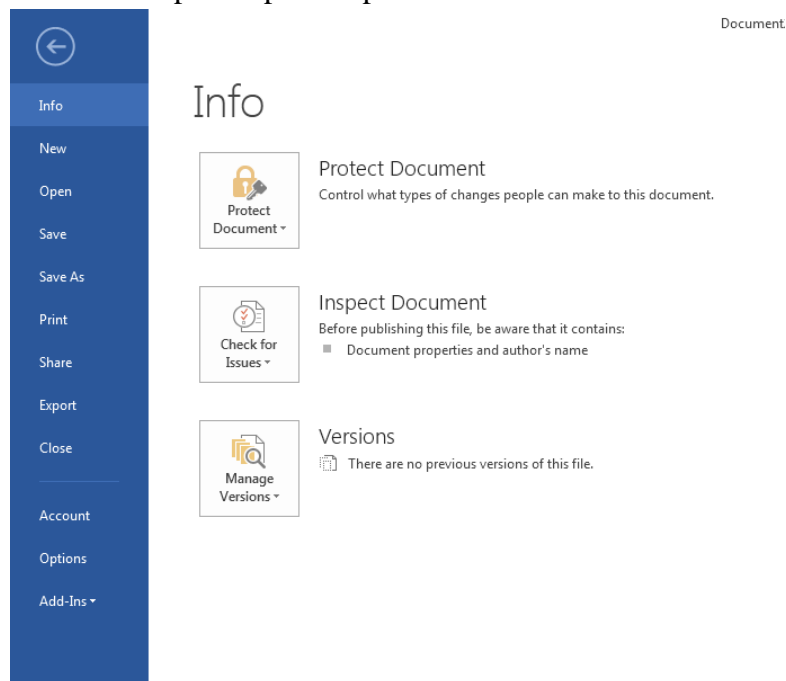 Document
Info
New
Open
Save
Save As
Print
Share
Export
Close
Account
Options
Add-Ins
Info
Protect
Document
Protect Document
Control what types of changes people can make to this document.
Check for
Issues
Inspect Document
Before publishing this file, be aware that it contains:
Document properties and author's name
Manage
Versions
Versions
There are no previous versions of this file.